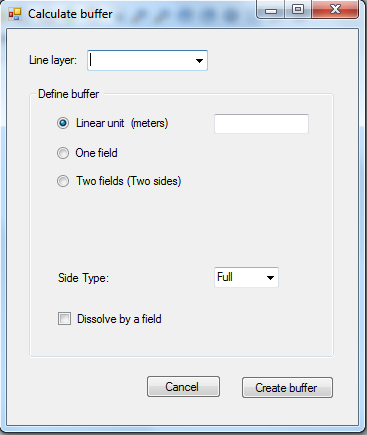 Calculate buffer
Line layer:
Define buffer
Linear unit (meters)
One field
Two fields (Two sides)
Side Type:
Full
Dissolve by a field
Cancel
Create buffer